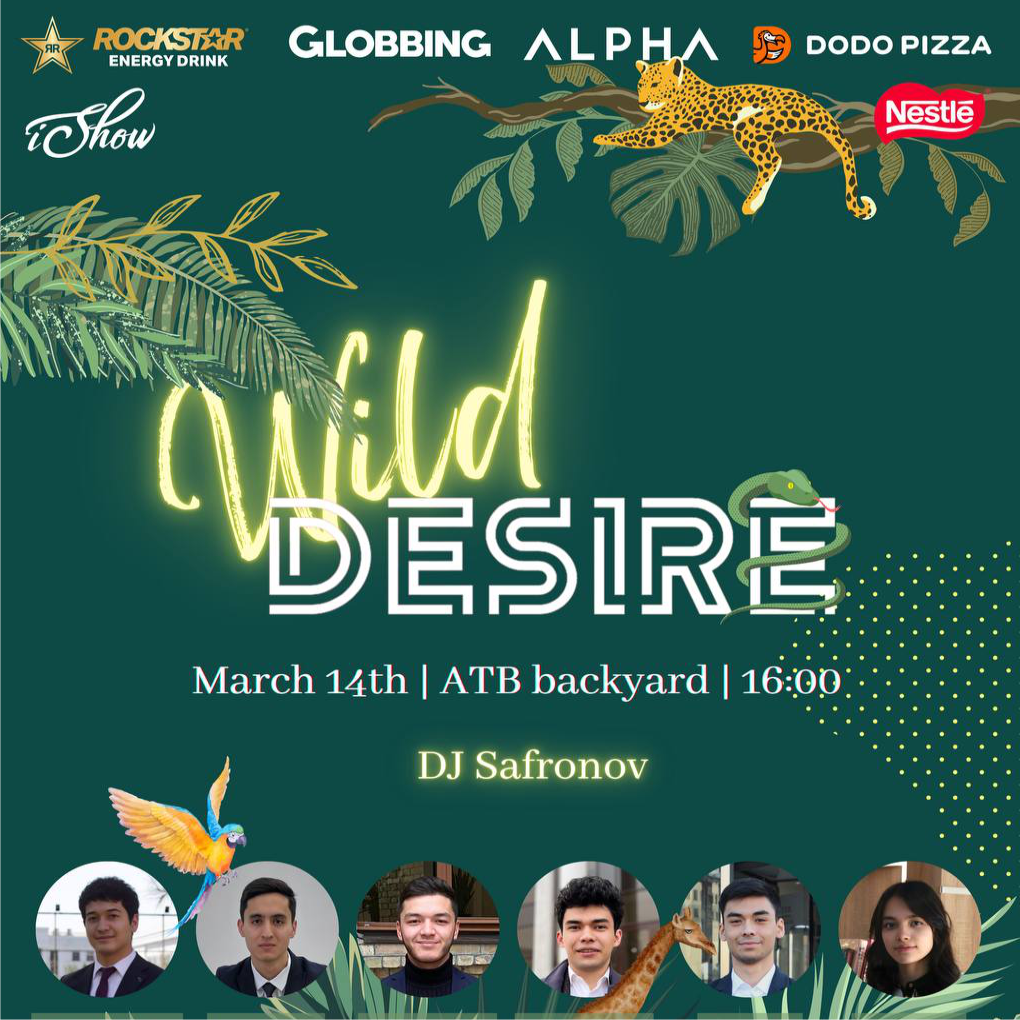 RR ROCKSTAR
ENERGY DRINK
GLOBBING
ALPHA
DODO PIZZA
iShow
Nestlé
Wild
DESIRE
March 14th | ATB backyard | 16:00
DJ Safronov